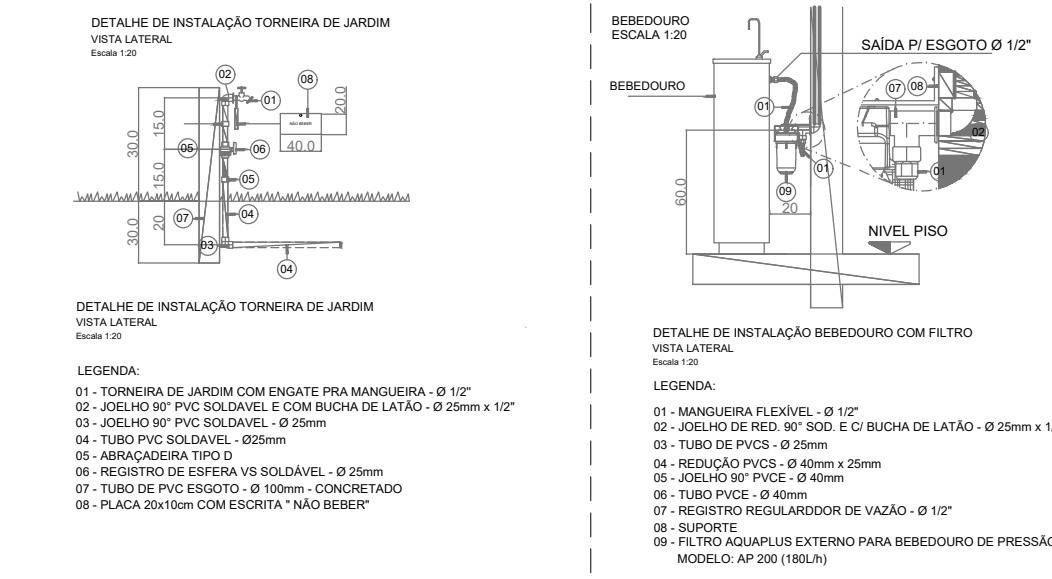 DETALHE DE INSTALAÇÃO TORNEIRA DE JARDIM
VISTA LATERAL
Escala 1:20
02
08
01
NÃO BEBER
20.0
40.0
30.0
15.0
05
06
15.0
05
04
07
20
30.0
03
04
DETALHE DE INSTALAÇÃO TORNEIRA DE JARDIM
VISTA LATERAL
Escala 1:20
LEGENDA:
01 - TORNEIRA DE JARDIM COM ENGATE PRA MANGUEIRA - Ø 1/2"
02 - JOELHO 90° PVC SOLDAVEL E COM BUCHA DE LATÃO - Ø 25mm x 1/2"
03 - JOELHO 90° PVC SOLDAVEL - Ø 25mm
04 - TUBO PVC SOLDAVEL - Ø25mm
05 - ABRAÇADEIRA TIPO D
06 - REGISTRO DE ESFERA VS SOLDÁVEL - Ø 25mm
07 - TUBO DE PVC ESGOTO - Ø 100mm - CONCRETADO
08 - PLACA 20x10cm COM ESCRITA " NÃO BEBER"
BEBEDOURO
ESCALA 1:20
SAÍDA P/ ESGOTO Ø 1/2"
BEBEDOURO
07
08
01
02
01
01
09
20
60.0
NIVEL PISO
DETALHE DE INSTALAÇÃO BEBEDOURO COM FILTRO
VISTA LATERAL
Escala 1:20
LEGENDA:
01 - MANGUEIRA FLEXÍVEL - Ø 1/2"
02 - JOELHO DE RED. 90° SOD. E C/ BUCHA DE LATÃO - Ø 25mm x 1/
03 - TUBO DE PVCS - Ø 25mm
04 - REDUÇÃO PVCS - Ø 40mm x 25mm
05 - JOELHO 90° PVCE - Ø 40mm
06 - TUBO PVCE - Ø 40mm
07 - REGISTRO REGULARDDOR DE VAZÃO - Ø 1/2"
08 - SUPORTE
09 - FILTRO AQUAPLUS EXTERNO PARA BEBEDOURO DE PRESSÃO
MODELO: AP 200 (180L/h)